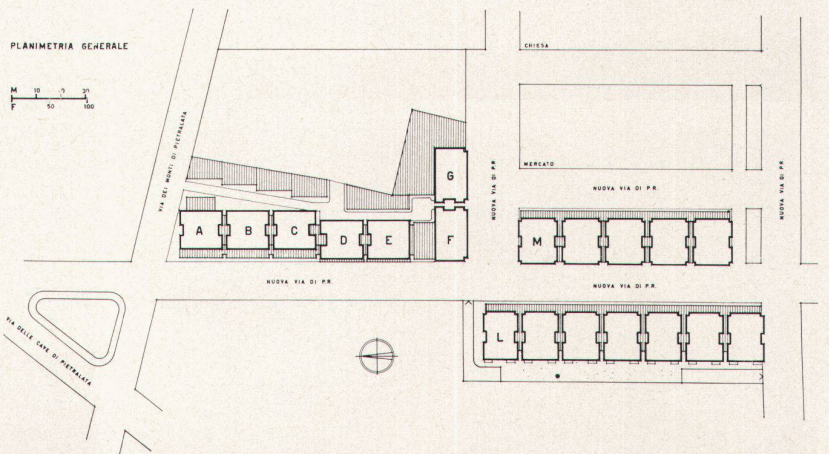 PLANIMETRIA GENERALE
M 10 20 30
F 50 100
VIA DEI MONTI DI PIETRALATA
CHIESA
MERCATO
NUOVA VIA DI P.R.
NUOVA VIA DI P.R.
NUOVA VIA DI P.R.
G
A B C D E F M
NUOVA VIA DI P.R.
NUOVA VIA DI P.R.
L
VIA DELLE CAVE DI PIETRALATA